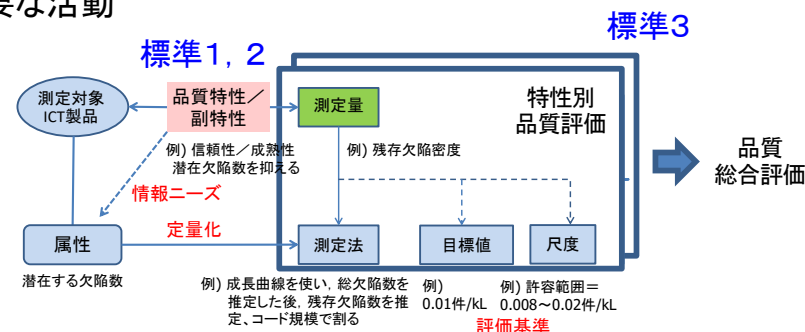 要な活動
標準1，2
標準3
測定対象
ICT製品
品質特性／
副特性
測定量
特性別
品質評価
例) 信頼性／成熟性
潜在欠陥数を抑える
例) 残存欠陥密度
品質
総合評価
情報ニーズ
定量化
属性
測定法
目標値
尺度
潜在する欠陥数
例) 成長曲線を使い，総欠陥数を
推定した後，残存欠陥数を推
定、コード規模で割る
例)
0.01件/kL
例) 許容範囲＝
0.008～0.02件/kL
評価基準